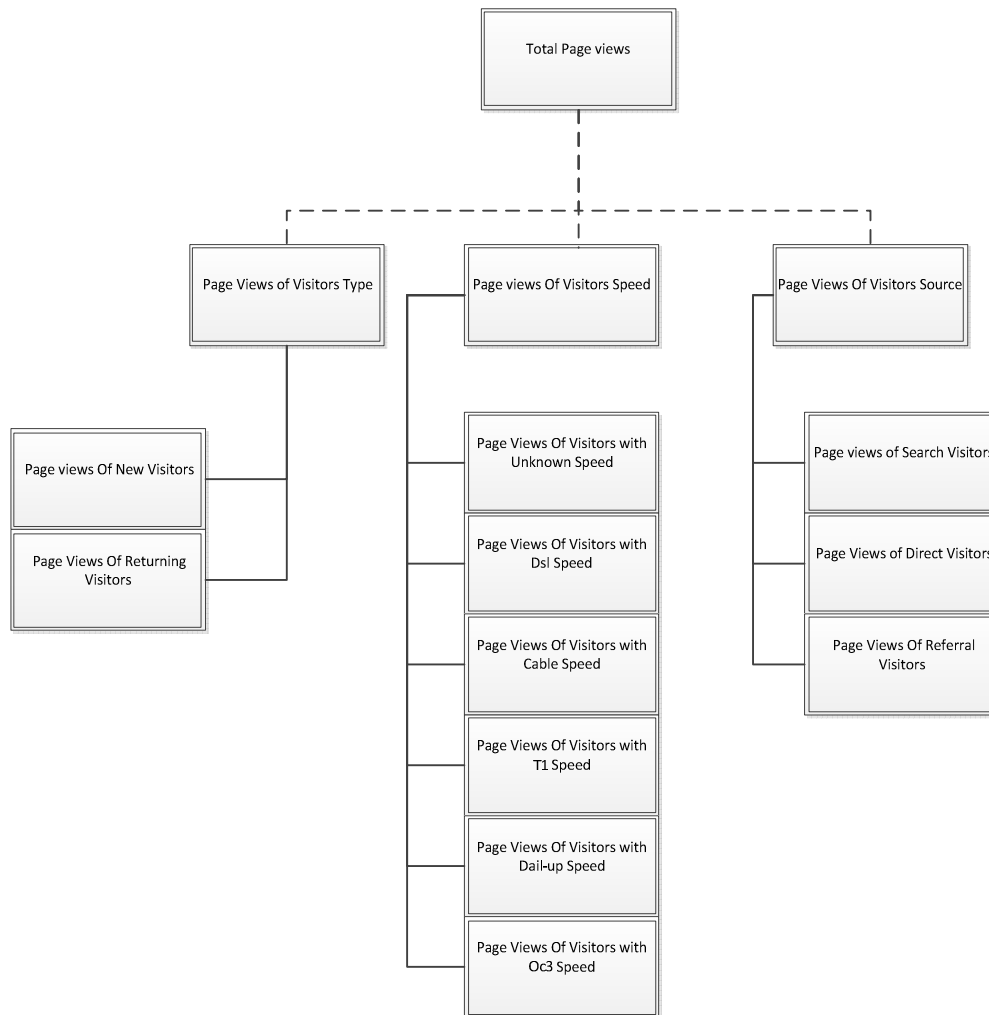 Total Page views
Page Views of Visitors Type
Page views Of Visitors Speed
Page Views Of Visitors Source
Page views Of New Visitors
Page Views Of Returning
Visitors
Page Views Of Visitors with
Unknown Speed
Page Views Of Visitors with
Dsl Speed
Page Views Of Visitors with
Cable Speed
Page Views Of Visitors with
T1 Speed
Page Views Of Visitors with
Dail-up Speed
Page Views Of Visitors with
Oc3 Speed
Page views of Search Visitors
Page Views of Direct Visitors
Page Views Of Referral
Visitors